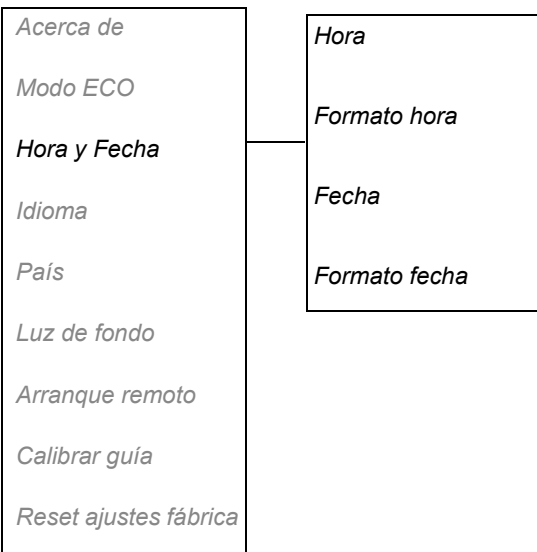 Acerca de
Modo ECO
Hora y Fecha
Idioma
País
Luz de fondo
Arranque remoto
Calibrar guía
Reset ajustes fábrica
Hora
Formato hora
Fecha
Formato fecha